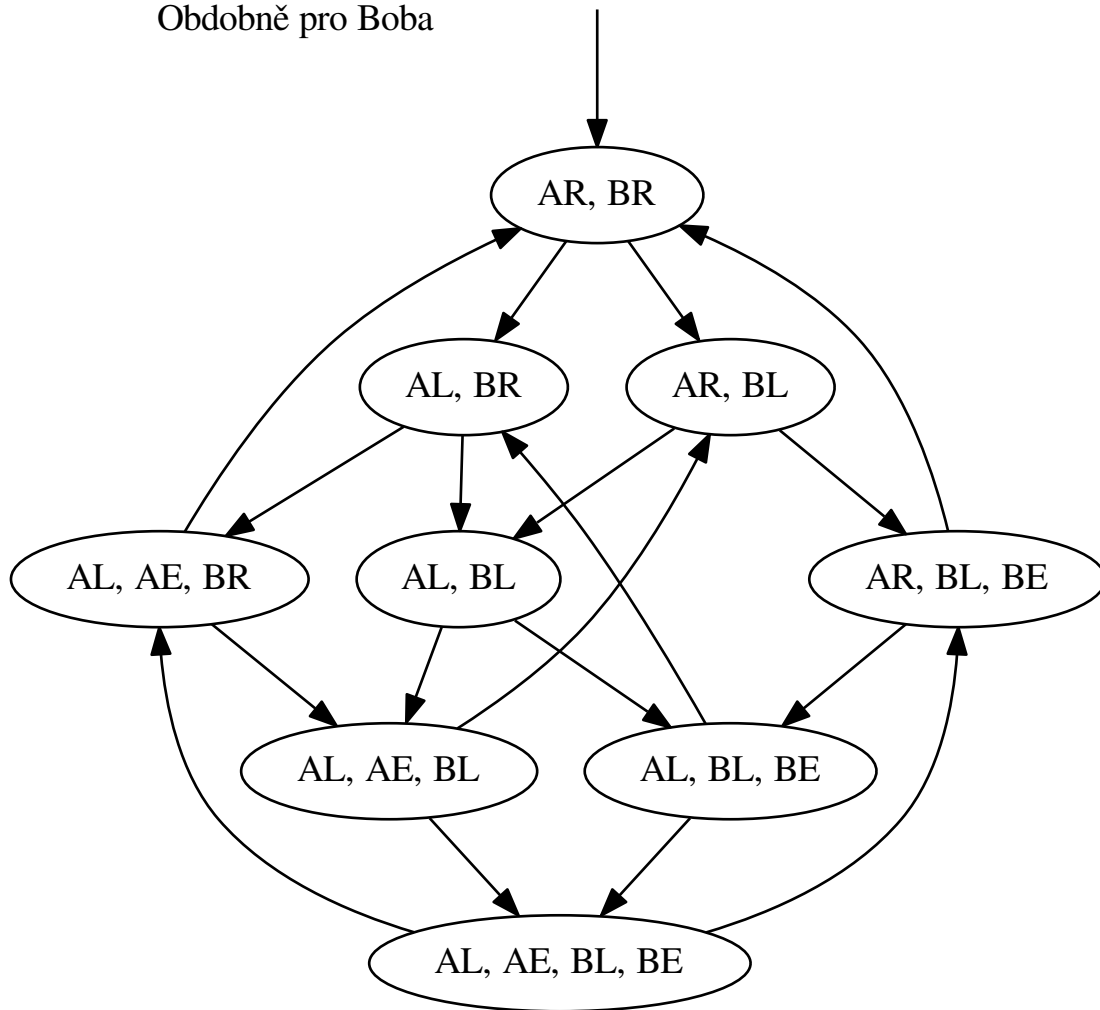 Obdobně pro Boba
AR, BR
AL, BR
AR, BL
AL, AE, BR
AL, BL
AR, BL, BE
AL, AE, BL
AL, BL, BE
AL, AE, BL, BE